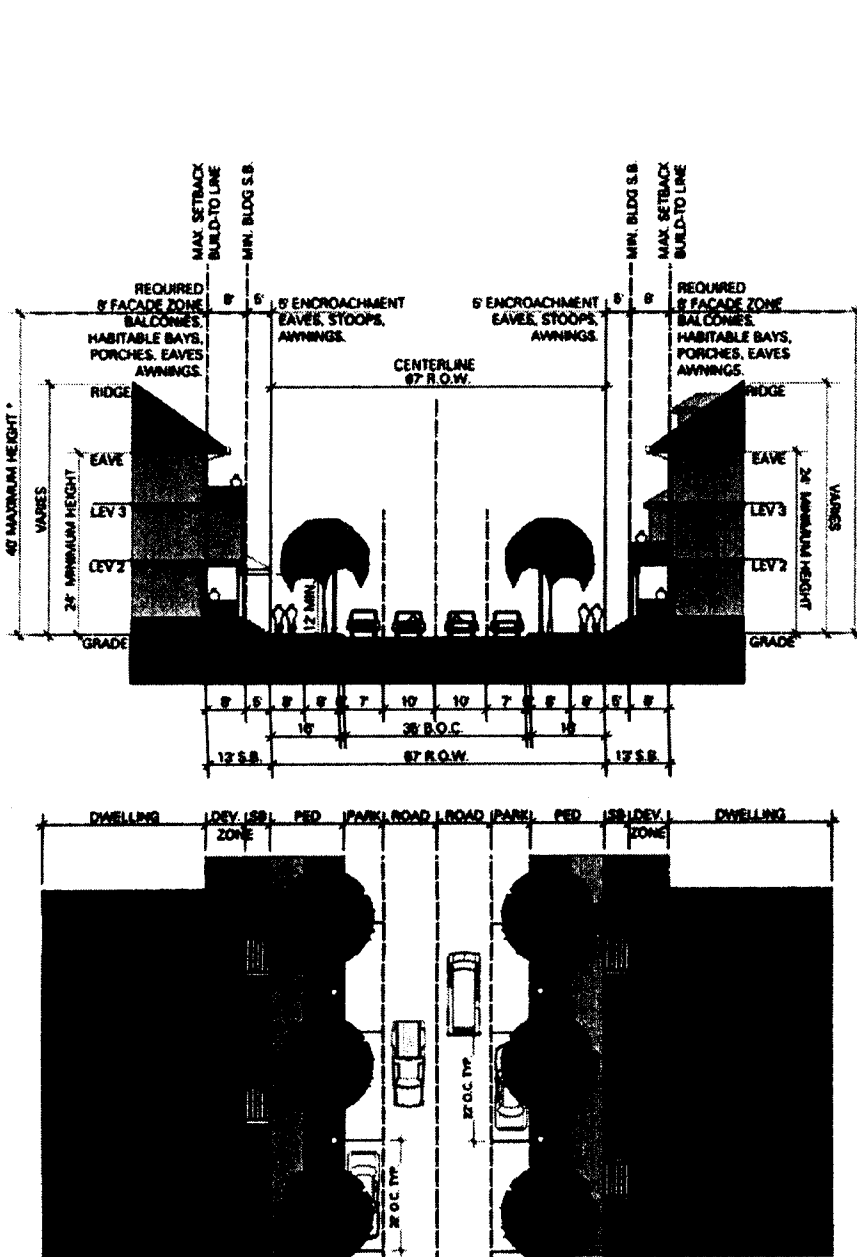 MAX. SETBACK
BUILD-TO LINE
MIN. BLDG S.B.
MIN. BLDG S.B.
MAX. SETBACK
BUILD-TO LINE
REQUIRED
8' FACADE ZONE
BALCONIES,
HABITABLE BAYS,
PORCHES, EAVES
AWNINGS.
8'
5'
5' ENCROACHMENT
EAVES, STOOPS,
AWNINGS.
5' ENCROACHMENT
EAVES, STOOPS,
AWNINGS.
5'
8'
REQUIRED
8' FACADE ZONE
BALCONIES,
HABITABLE BAYS,
PORCHES, EAVES
AWNINGS.
CENTERLINE
67' R.O.W.
RIDGE
EAVE
LEV 3
LEV 2
GRADE
40' MAXIMUM HEIGHT *
VARIES
24' MINIMUM HEIGHT
12' MIN.
RIDGE
EAVE
LEV 3
LEV 2
GRADE
24' MINIMUM HEIGHT
VARIES
8' 5' 8' 8' 7' 10' 10' 7' 8' 8' 5' 8'
16' 35' B.O.C. 16'
13' S.B. 67' R.O.W. 13' S.B.
DWELLING DEV. SB PED PARK ROAD ROAD PARK PED SB DEV. DWELLING
ZONE ZONE
22' O.C. TYP.
22' O.C. TYP.